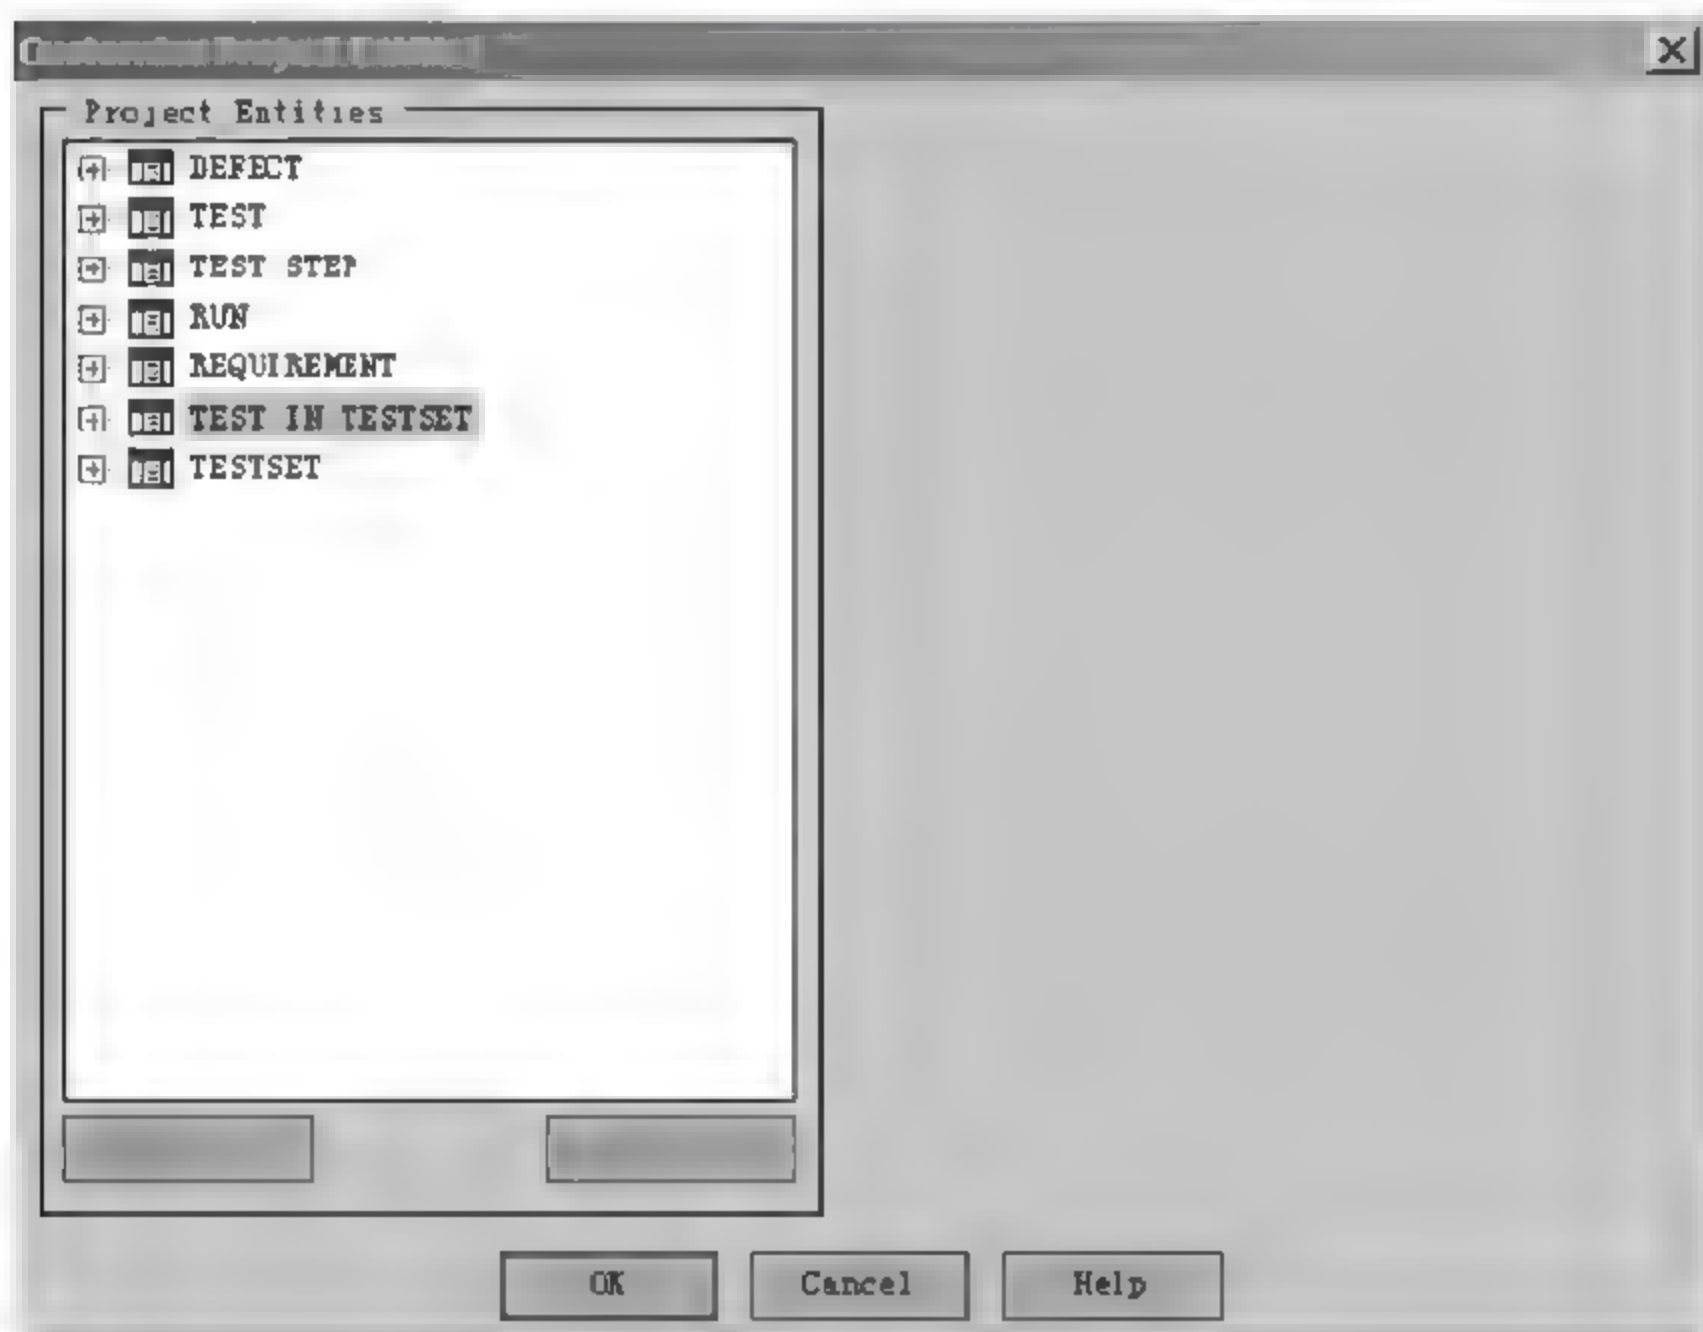 Project Entities
DEFECT
TEST
TEST STEP
RUN
REQUIREMENT
TEST IN TESTSET
TESTSET
OK
Cancel
Help